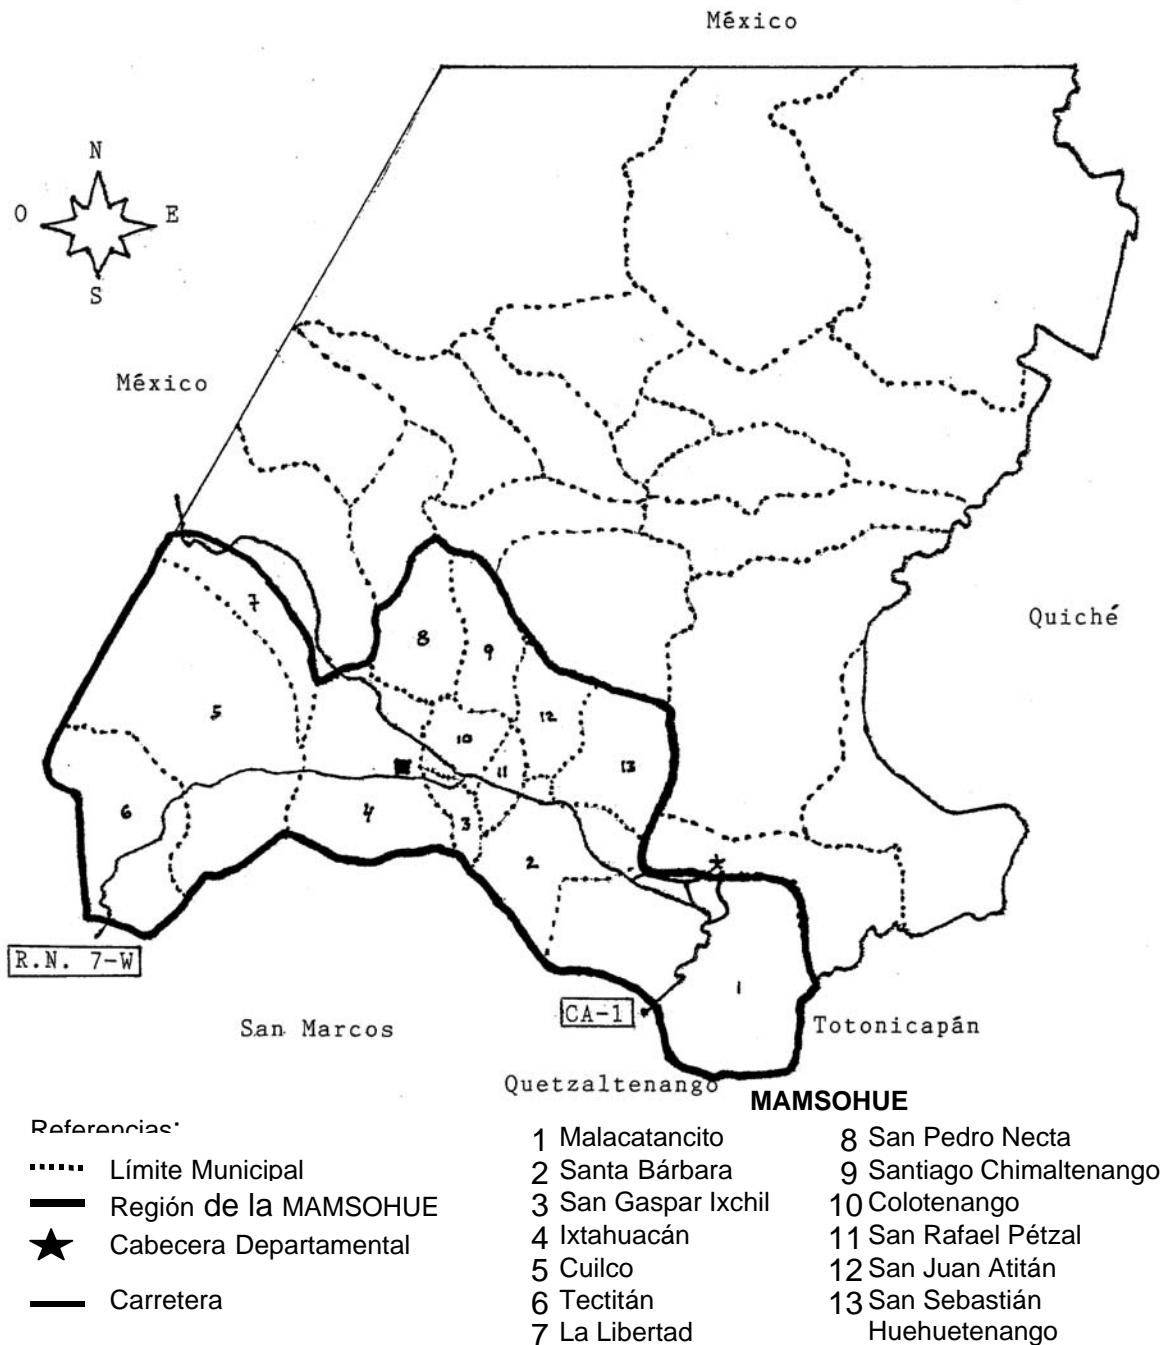 México
N
O E
S
México
Quiché
7
8
9
5
12
10
13
11
6
4
3
2
1
R.N. 7-W
CA-1
San Marcos
Totonicapán
Quetzaltenango
MAMSOHUE
Referencias:
Límite Municipal
Región de la MAMSOHUE
Cabecera Departamental
Carretera
1 Malacatancito
2 Santa Bárbara
3 San Gaspar Ixchil
4 Ixtahuacán
5 Cuilco
6 Tectitán
7 La Libertad
8 San Pedro Necta
9 Santiago Chimaltenango
10 Colotenango
11 San Rafael Pétzal
12 San Juan Atitán
13 San Sebastián
Huehuetenango